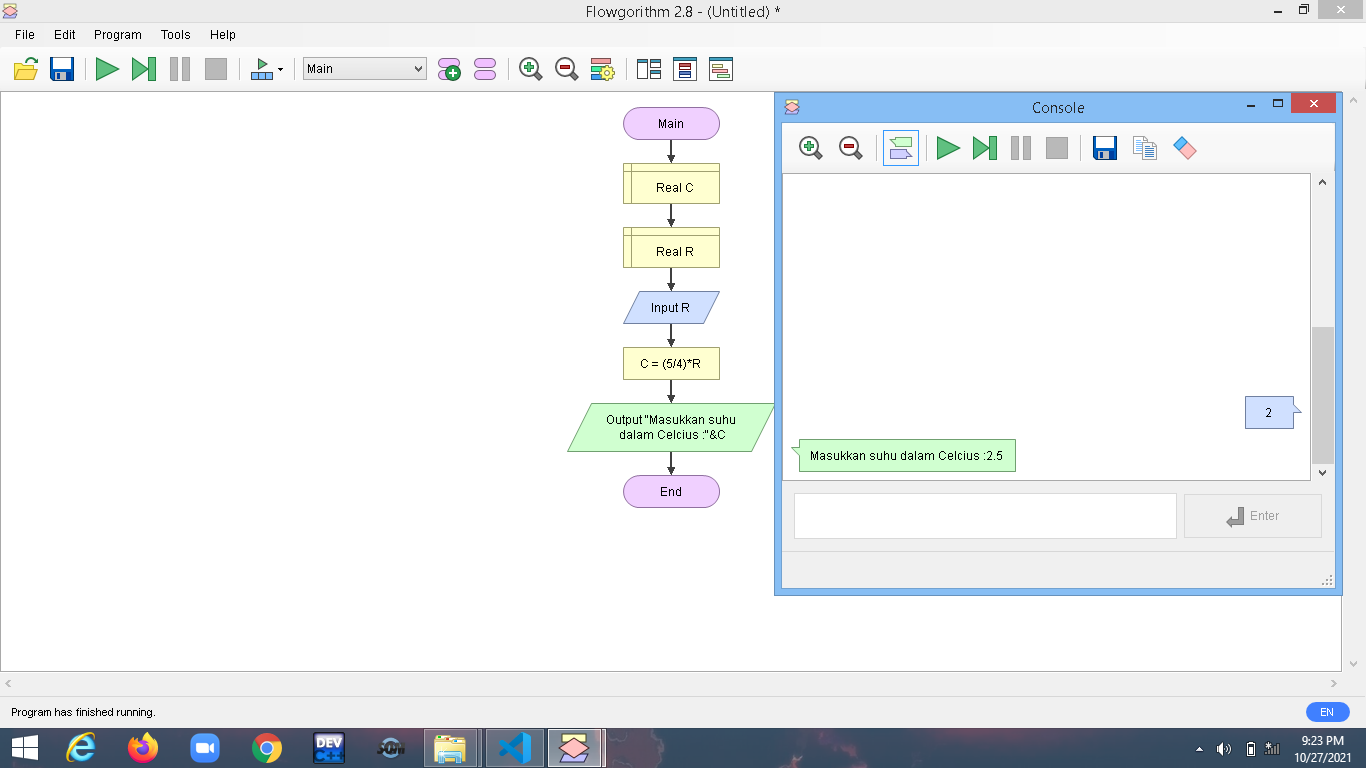 Flowgorithm 2.8 - (Untitled) *
File Edit Program Tools Help
Main
Main
Real C
Real R
Input R
C = (5/4)*R
Output "Masukkan suhu
dalam Celcius :"&C
End
Console
2
Masukkan suhu dalam Celcius :2.5
Enter
Program has finished running.
EN
DEV
C++
9:23 PM
10/27/2021